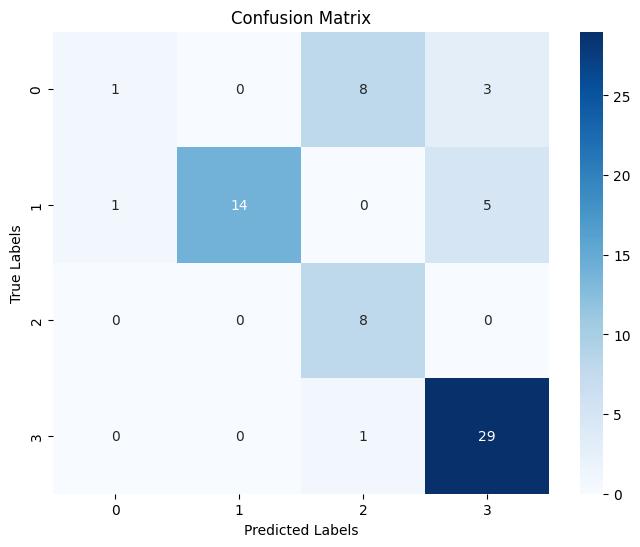 Confusion Matrix
True Labels
0 1 0 8 3
1 1 14 0 5
2 0 0 8 0
3 0 0 1 29
0 1 2 3
Predicted Labels
25
20
15
10
5
0